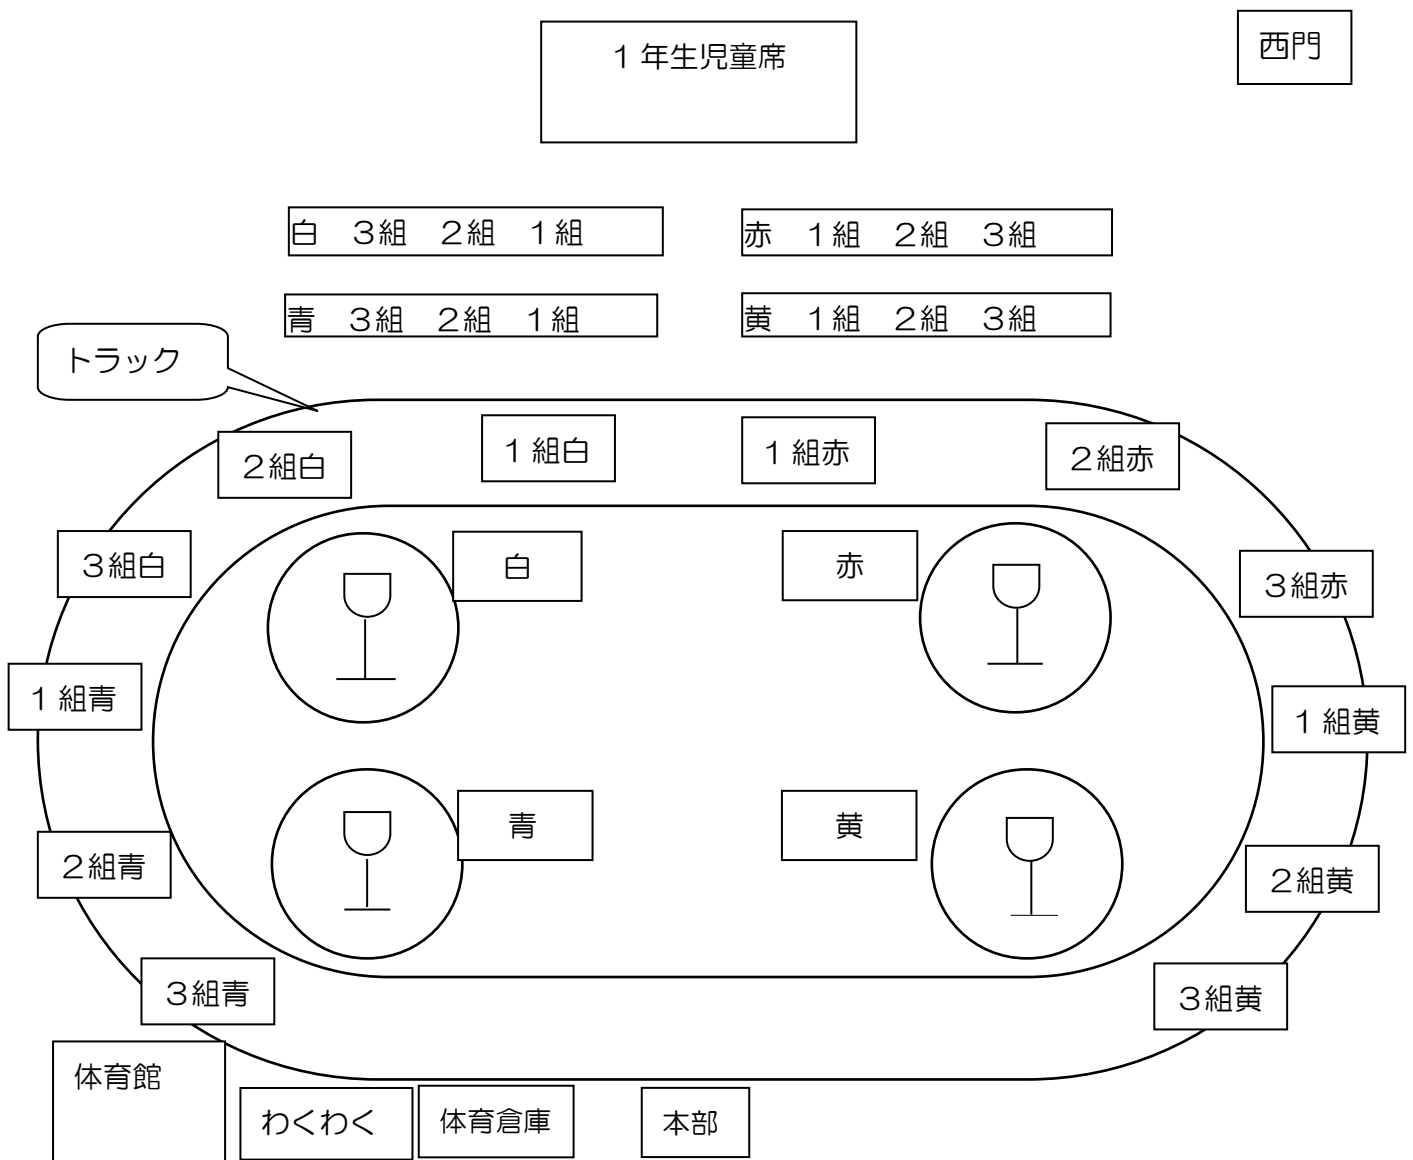 1年生児童席
西門
白　３組　２組　１組
赤　１組　２組　３組
青　３組　２組　１組
黄　１組　２組　３組
トラック
２組白
１組白
１組赤
２組赤
３組白
白
赤
３組赤
１組青
１組黄
青
黄
２組青
２組黄
３組青
３組黄
体育館
わくわく
体育倉庫
本部